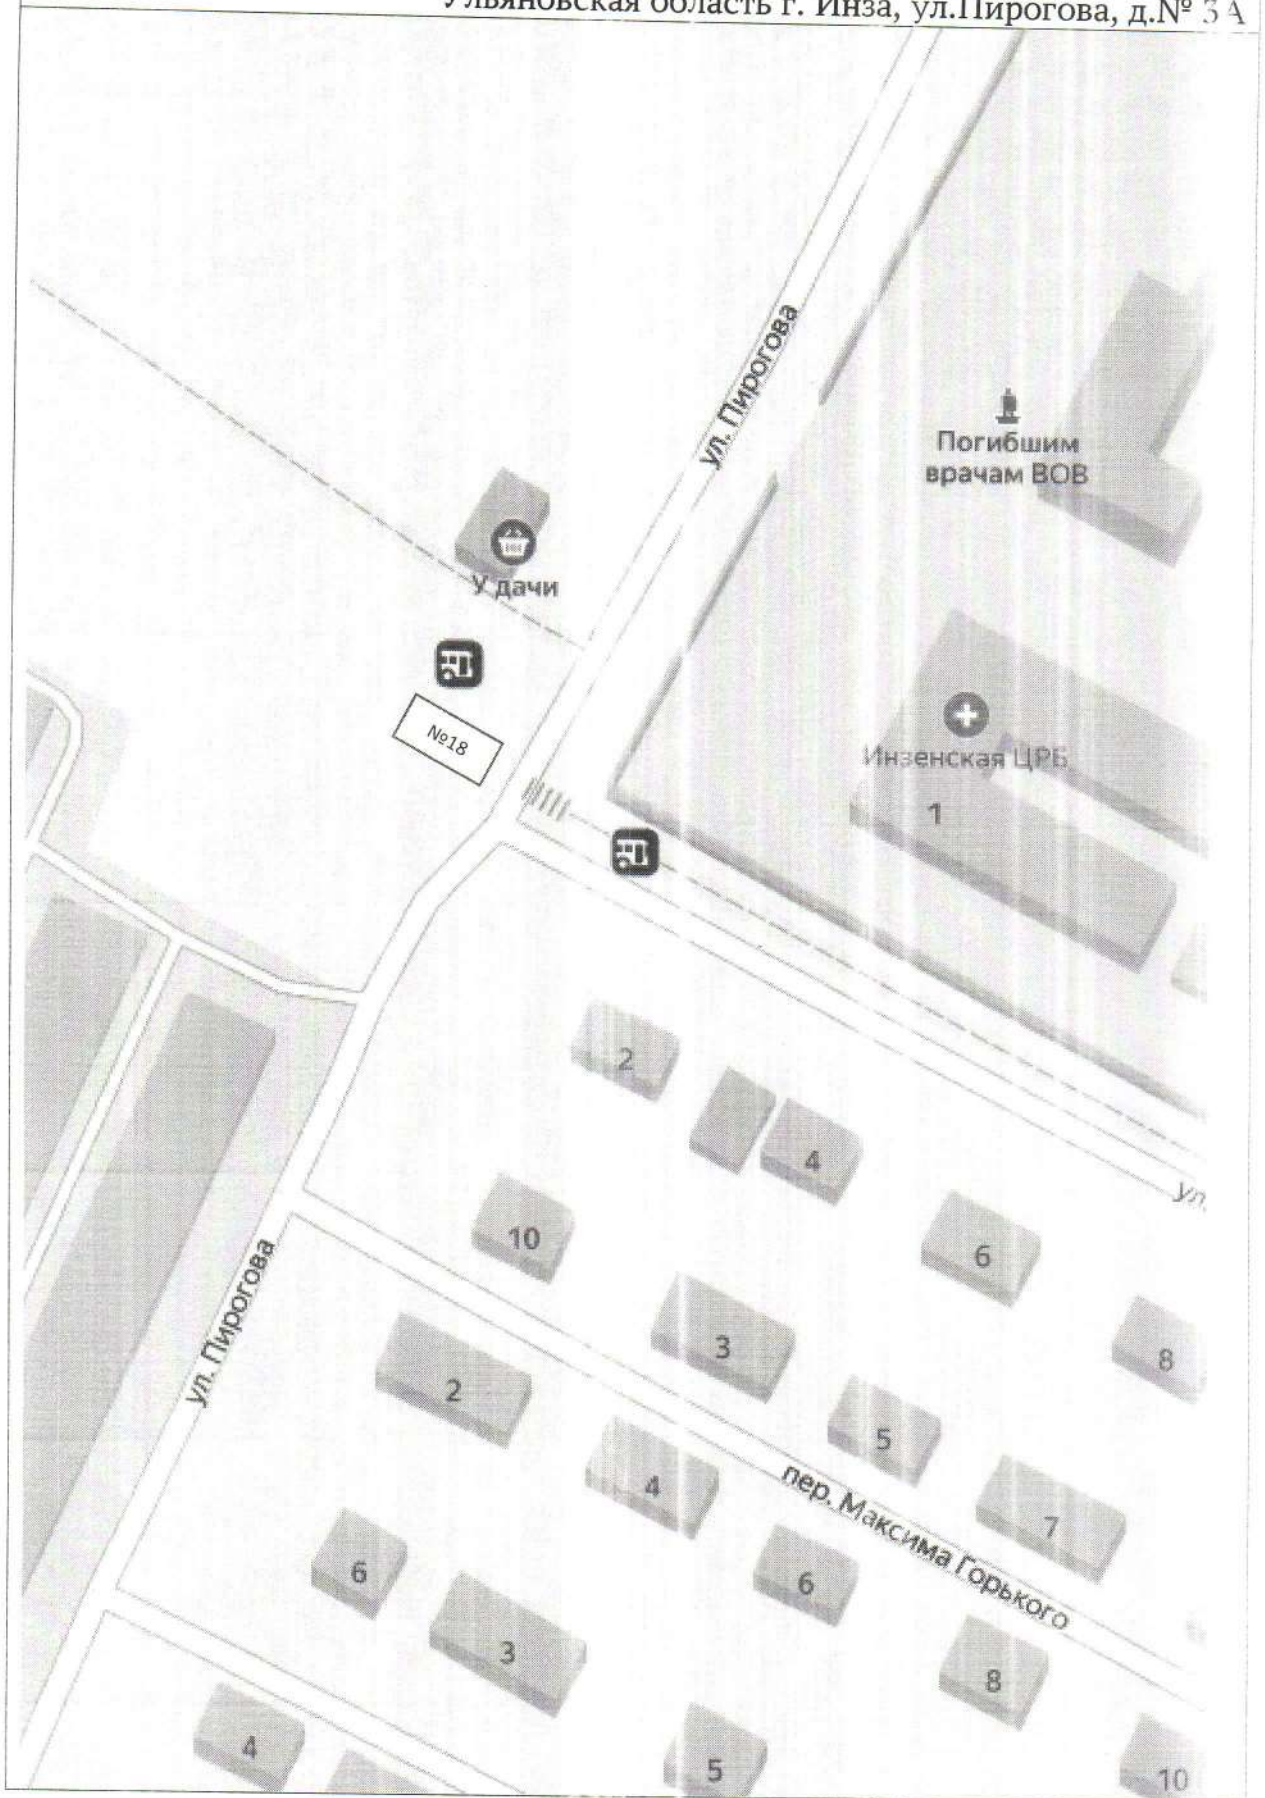 Ульяновская область г. Инза, ул.Пирогова, д.№ 3А
ул. Пирогова
Погибшим
врачам ВОВ
У дачи
№18
Инзенская ЦРБ
1
2
4
ул.
10
6
3
8
ул. Пирогова
2
5
4
пер. Максима Горького
7
6
6
3
8
4
5
10